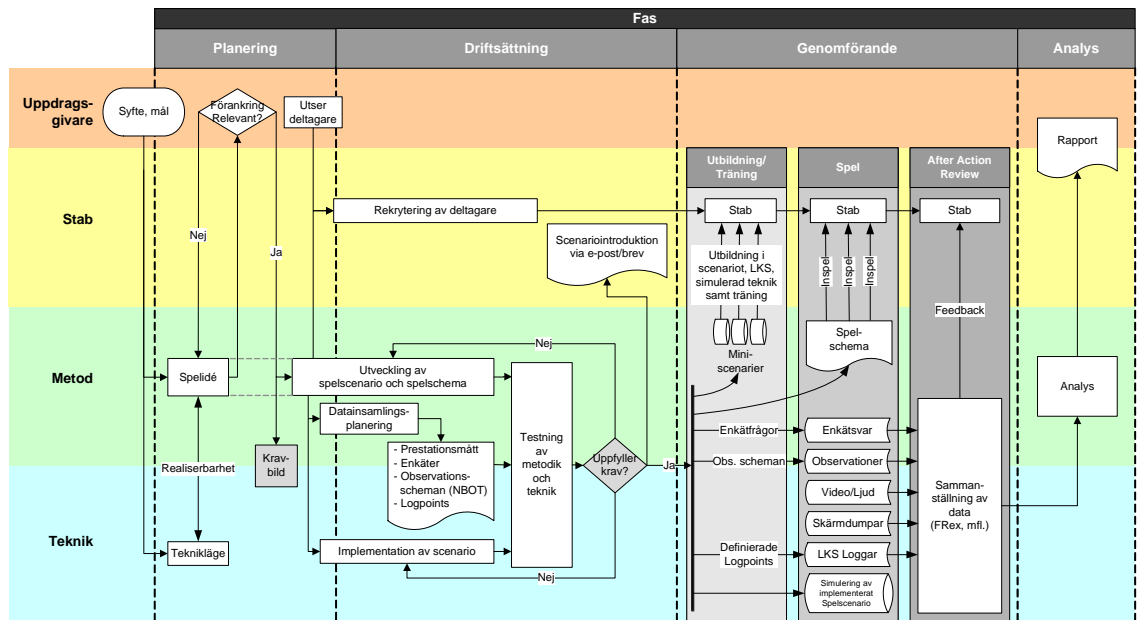 Fas
Planering
Driftsättning
Genomförande
Analys
Uppdrags-
givare
Syfte, mål
Förankring
Relevant?
Utser
deltagare
Rapport
Utbildning/
Träning
Spel
After Action
Review
Stab
Rekrytering av deltagare
Stab
Stab
Stab
Nej
Ja
Scenariointroduktion
via e-post/brev
Utbildning i
scenariot, LKS,
simulerad teknik
samt träning
Inspel
Inspel
Inspel
Feedback
Metod
Spelidé
Utveckling av
spelscenario och spelschema
Nej
Mini-
scenarier
Spel-
schema
Analys
Datainsamlings-
planering
Krav-
bild
Realiserbarhet
- Prestationsmått
- Enkäter
- Observations-
scheman (NBOT)
- Logpoints
Testning
av
metodik
och
teknik
Uppfyller
krav?
Ja
Enkätfrågor
Enkätsvar
Obs. scheman
Observationer
Video/Ljud
Skärmdumpar
Samman-
ställning av
data
(FRex, mfl.)
Teknik
Teknikläge
Implementation av scenario
Nej
Definierade
Logpoints
LKS Loggar
Simulering av
implementerat
Spelscenario